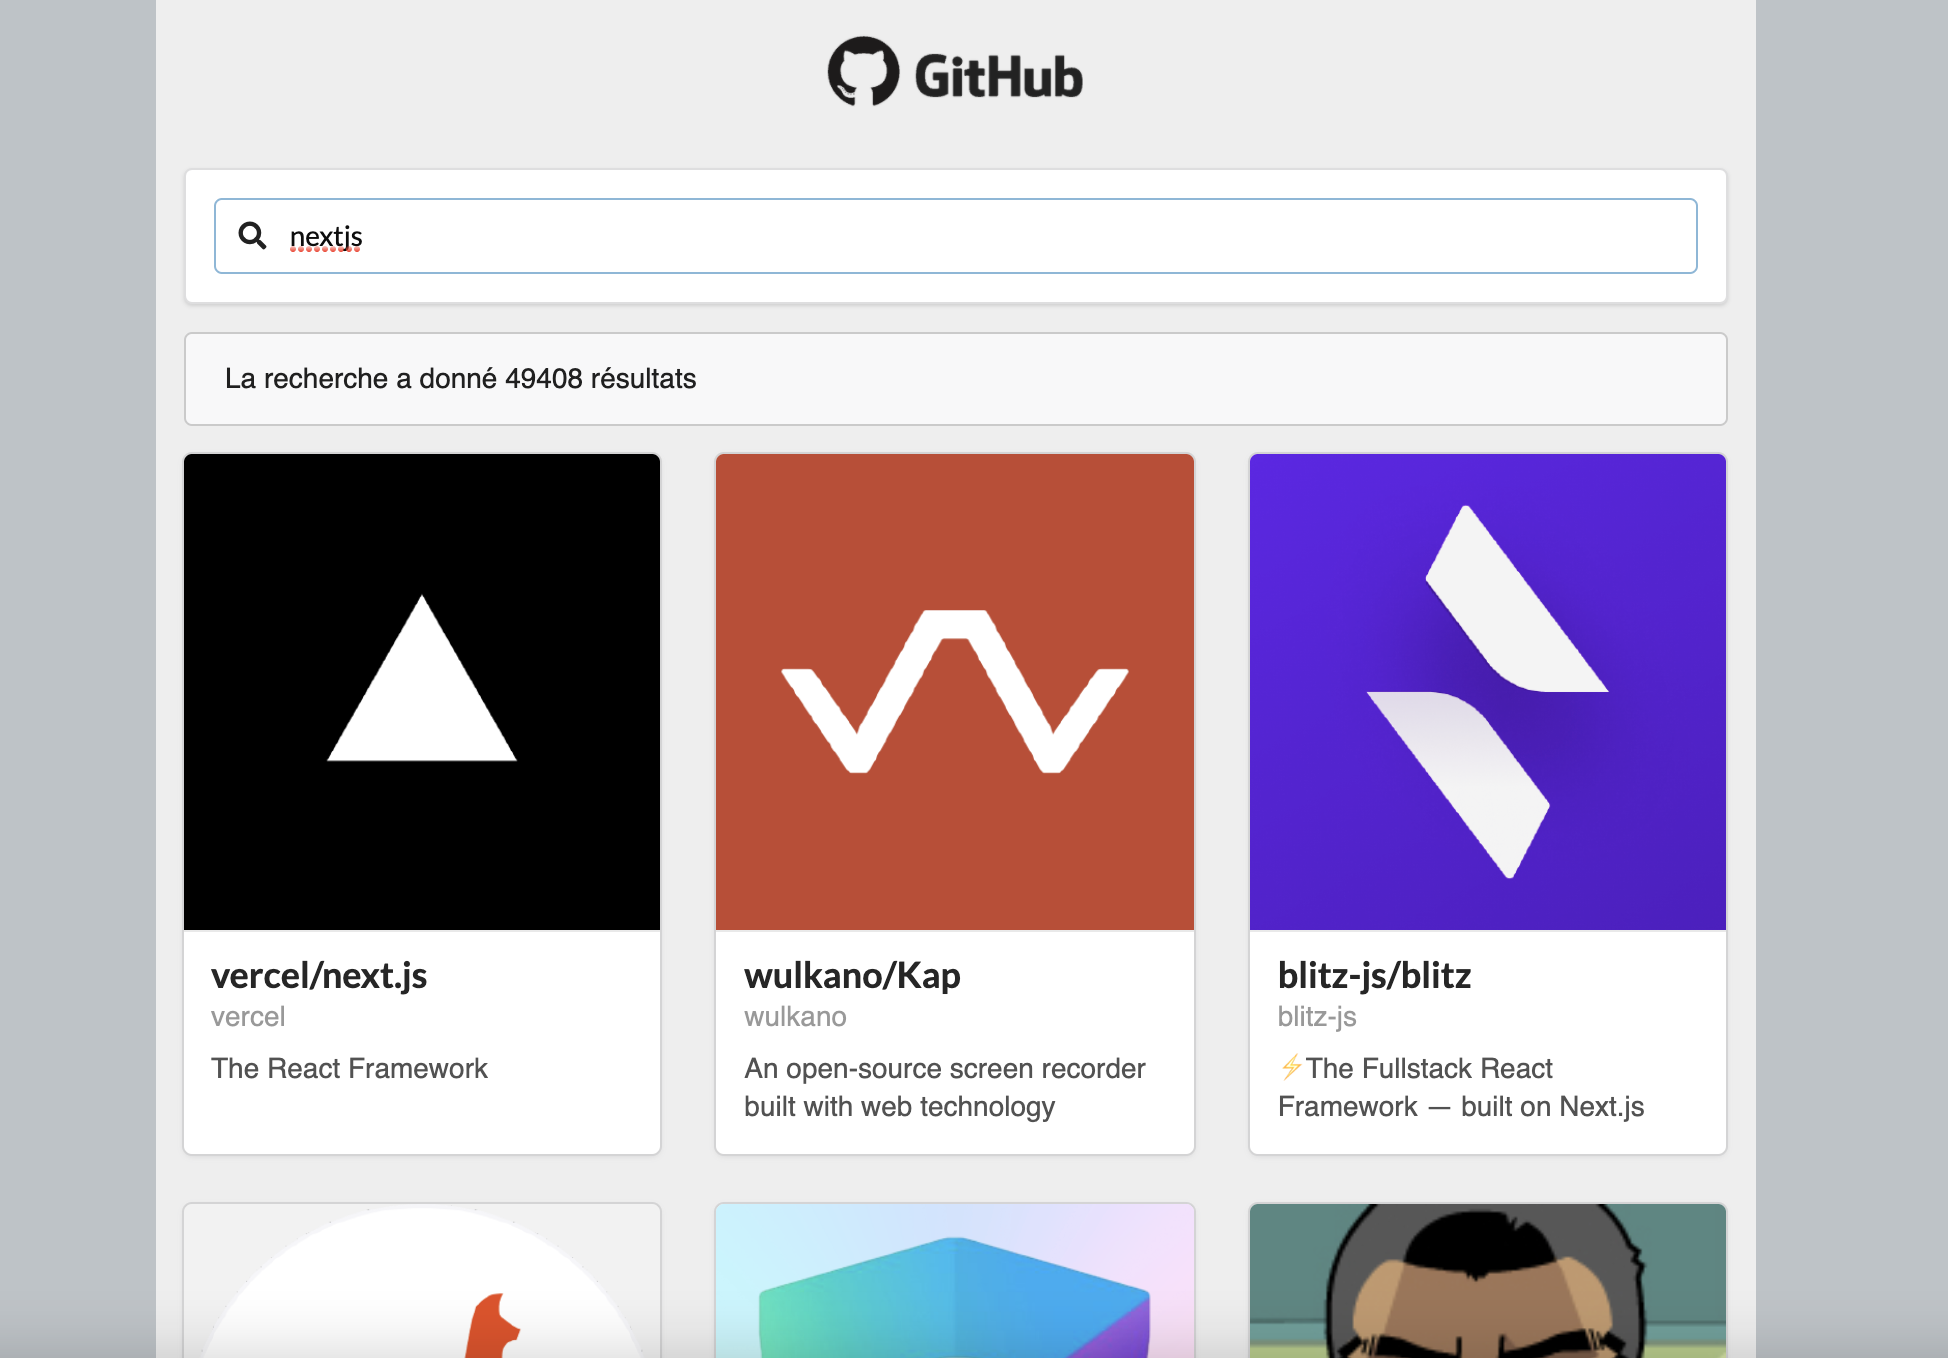 GitHub
nextjs
La recherche a donné 49408 résultats
vercel/next.js
vercel
The React Framework
wulkano/Kap
wulkano
An open-source screen recorder
built with web technology
blitz-js/blitz
blitz-js
⚡The Fullstack React
Framework — built on Next.js